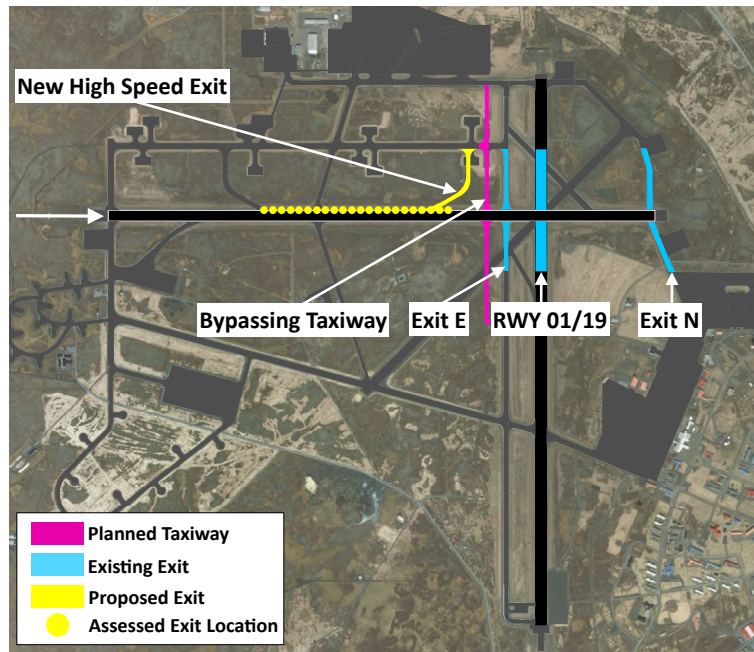 New High Speed Exit
Bypassing Taxiway
Exit E
RWY 01/19
Exit N
Planned Taxiway
Existing Exit
Proposed Exit
Assessed Exit Location